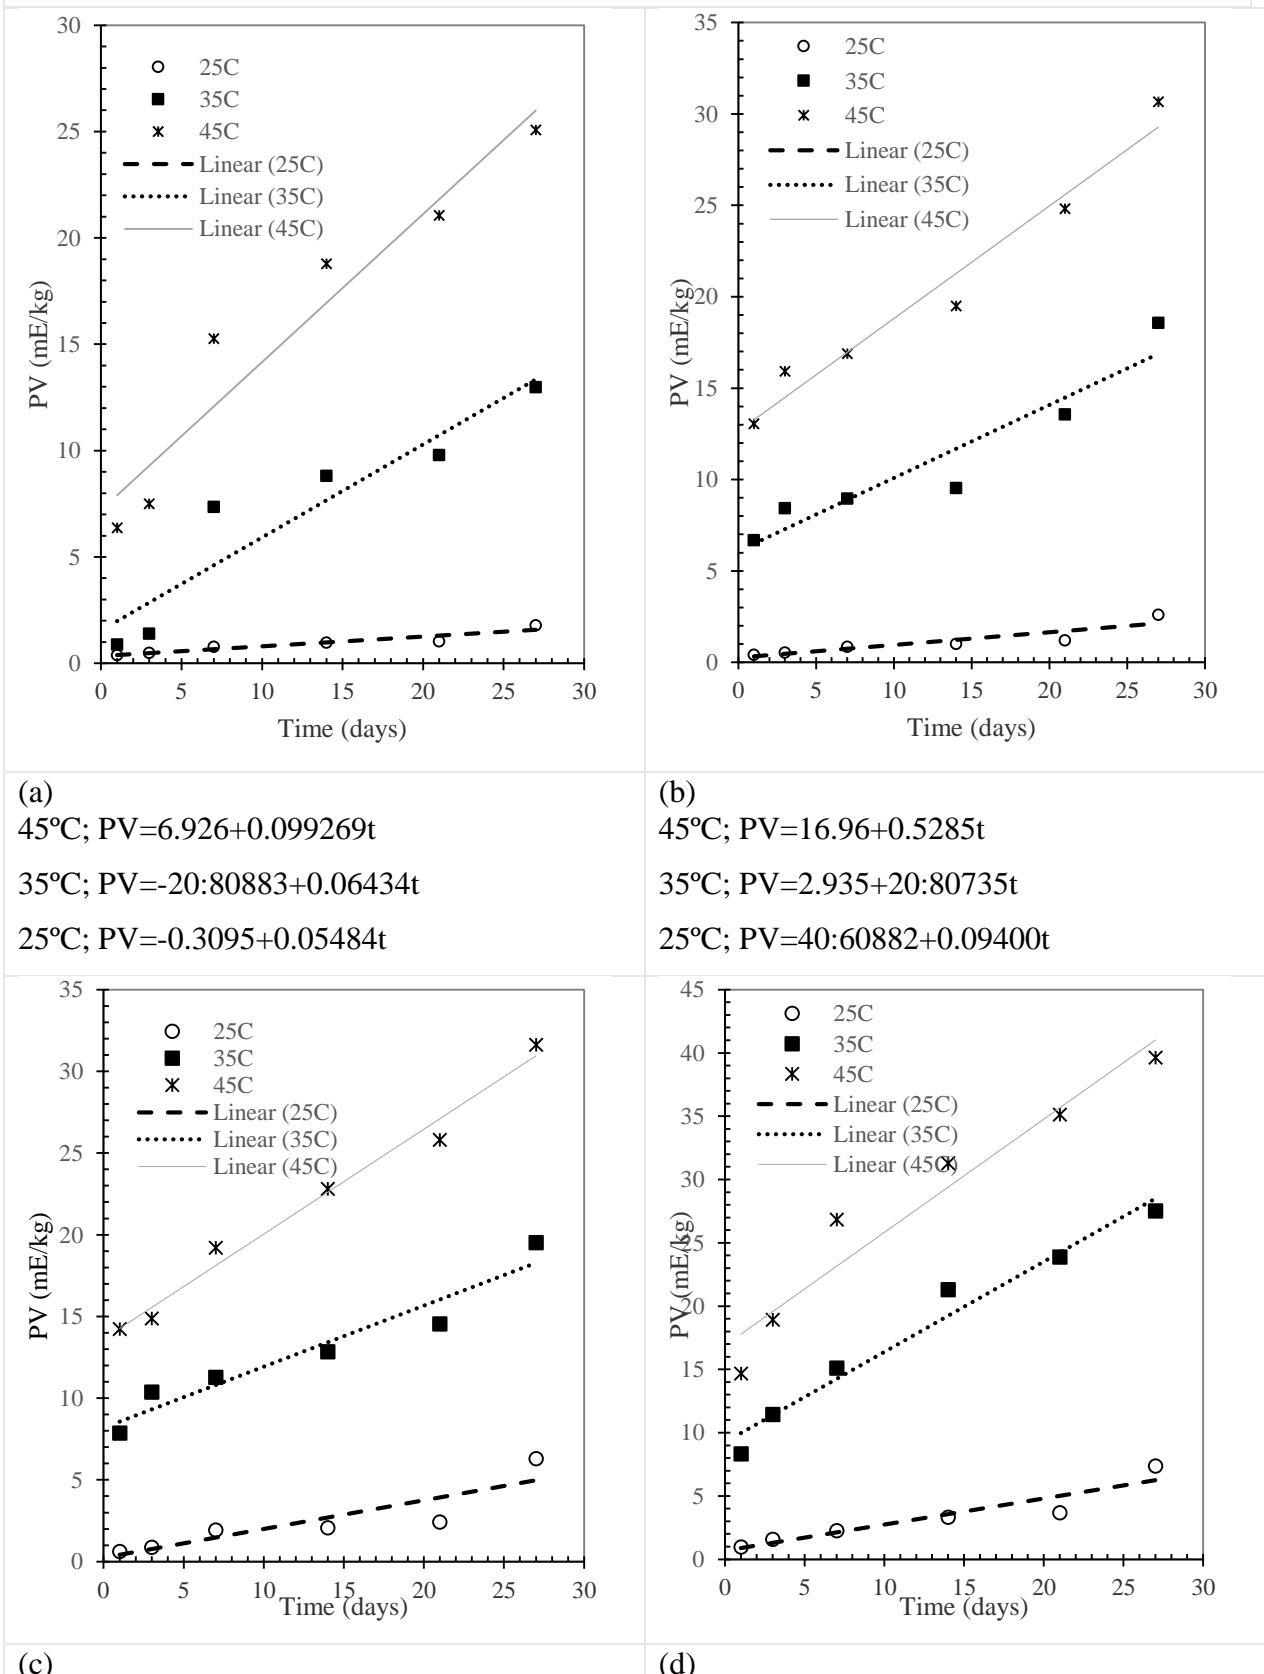 30
25
20
15
10
5
0
PV (mE/kg)
25C
35C
45C
Linear (25C)
Linear (35C)
Linear (45C)
0 5 10 15 20 25 30
Time (days)
35
30
25
20
15
10
5
0
PV (mE/kg)
25C
35C
45C
Linear (25C)
Linear (35C)
Linear (45C)
0 5 10 15 20 25 30
Time (days)
(a)
45ºC; PV=6.926+0.099269t
35ºC; PV=-20:80883+0.06434t
25ºC; PV=-0.3095+0.05484t
(b)
45ºC; PV=16.96+0.5285t
35ºC; PV=2.935+20:80735t
25ºC; PV=40:60882+0.09400t
35
30
25
20
15
10
5
0
PV (mE/kg)
25C
35C
45C
Linear (25C)
Linear (35C)
Linear (45C)
0 5 10 15 20 25 30
Time (days)
45
40
35
30
25
20
15
10
5
0
PV (mE/kg)
25C
35C
45C
Linear (25C)
Linear (35C)
Linear (45C)
0 5 10 15 20 25 30
Time (days)
(c)
(d)